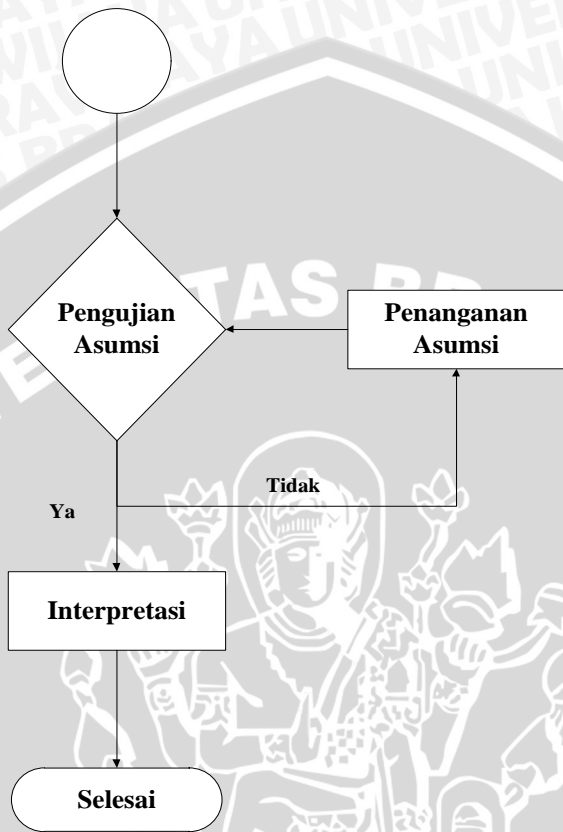 Pengujian
Asumsi
Penanganan
Asumsi
Tidak
Ya
Interpretasi
Selesai